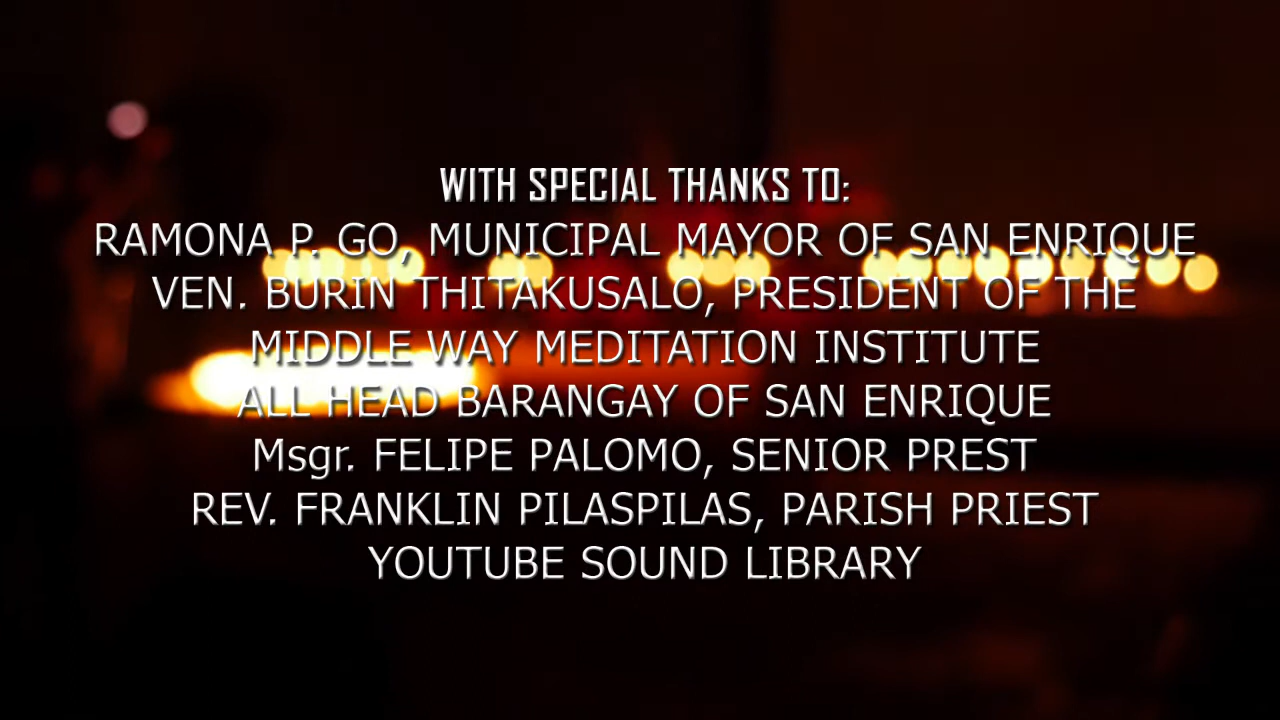 WITH SPECIAL THANKS TO:
RAMONA P. GO, MUNICIPAL MAYOR OF SAN ENRIQUE
VEN. BURIN THITAKUSALO, PRESIDENT OF THE
MIDDLE WAY MEDITATION INSTITUTE
ALL HEAD BARANGAY OF SAN ENRIQUE
Msgr. FELIPE PALOMO, SENIOR PREST
REV. FRANKLIN PILASPILAS, PARISH PRIEST
YOUTUBE SOUND LIBRARY